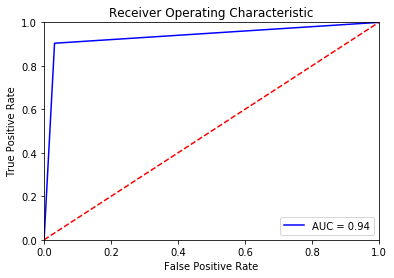 Receiver Operating Characteristic
1.0
0.8
0.6
0.4
0.2
0.0
True Positive Rate
AUC = 0.94
0.0 0.2 0.4 0.6 0.8 1.0
False Positive Rate